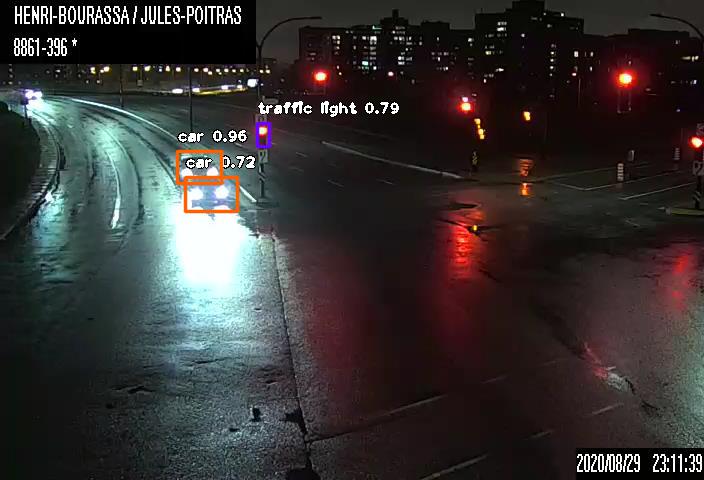 HENRI-BOURASSA / JULES-POITRAS
8861-396 *
traffic light 0.79
car 0.96
car 0.72
2020/08/29 23:11:39